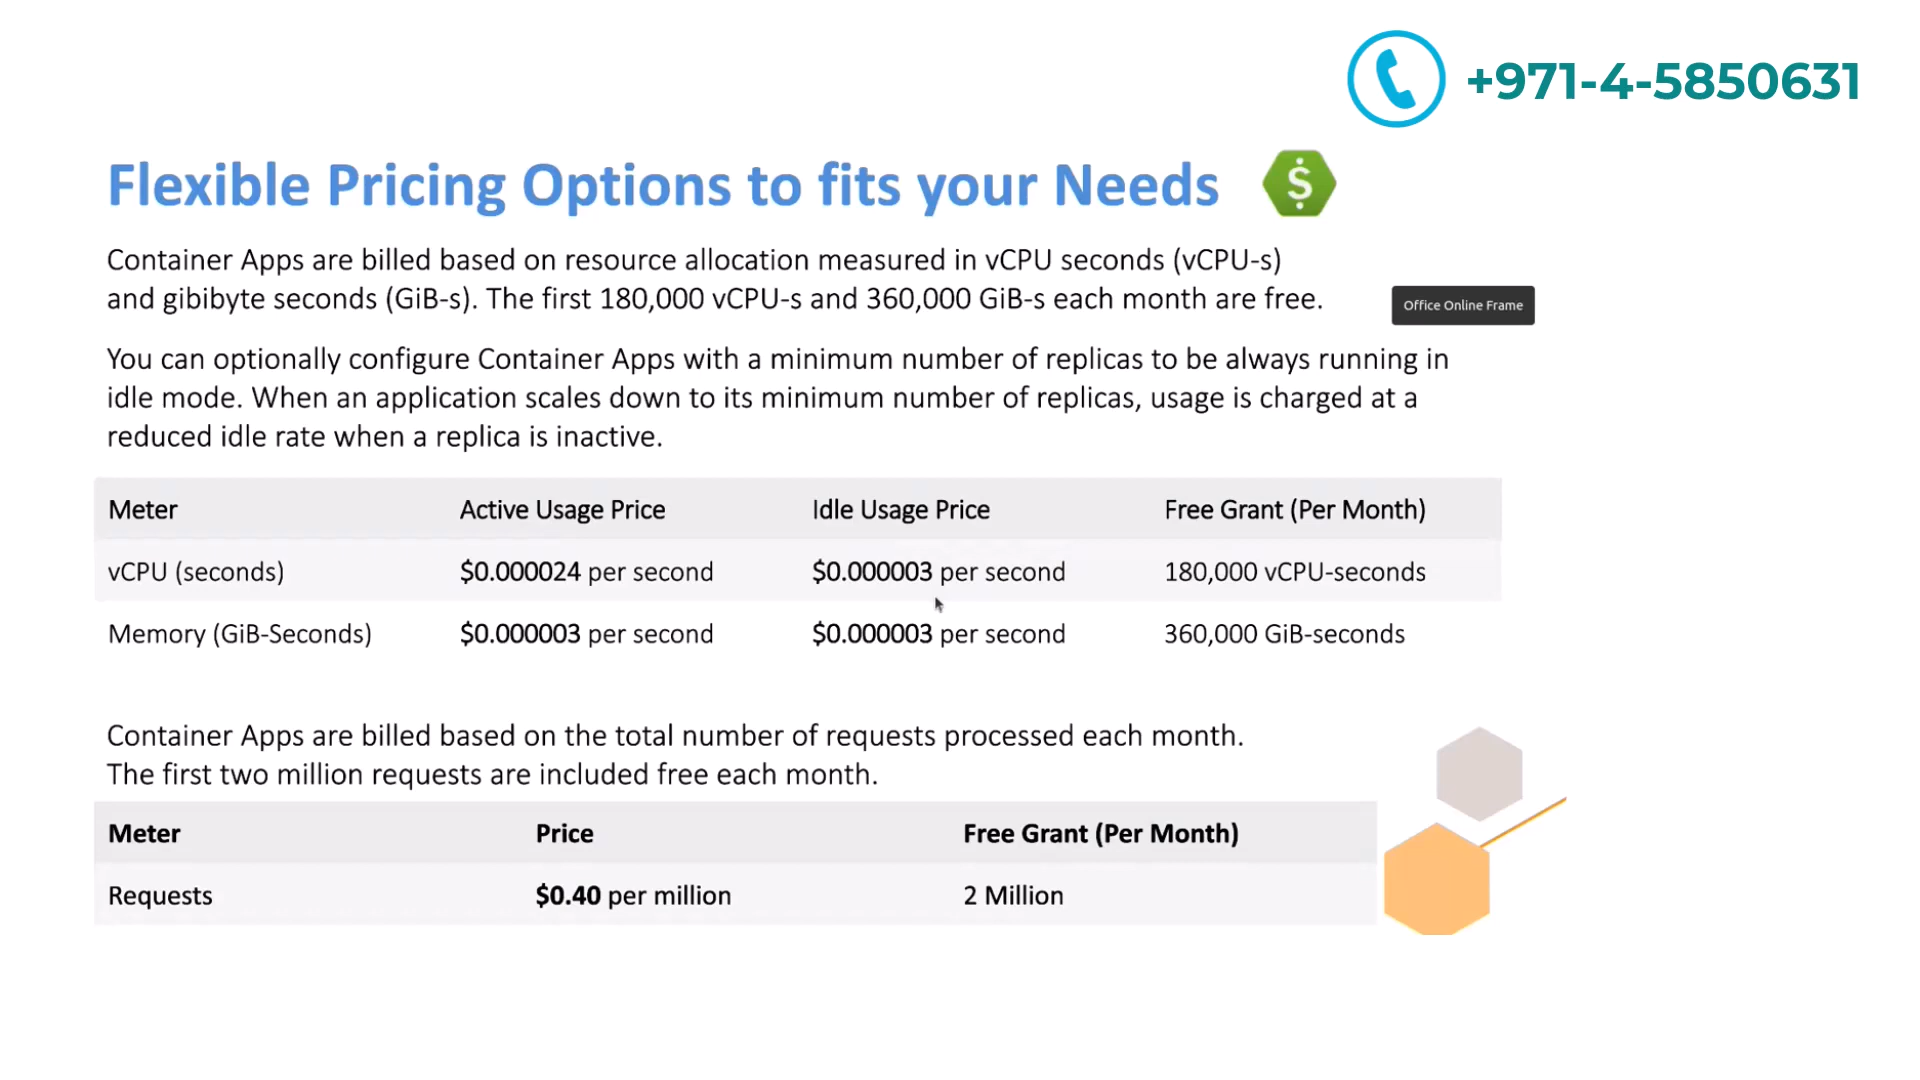 +971-4-5850631
Flexible Pricing Options to fits your Needs
$
Container Apps are billed based on resource allocation measured in vCPU seconds (vCPU-s)
and gibibyte seconds (GiB-s). The first 180,000 vCPU-s and 360,000 GiB-s each month are free.
Office Online Frame
You can optionally configure Container Apps with a minimum number of replicas to be always running in
idle mode. When an application scales down to its minimum number of replicas, usage is charged at a
reduced idle rate when a replica is inactive.
Meter Active Usage Price Idle Usage Price Free Grant (Per Month)
vCPU (seconds) $0.000024 per second $0.000003 per second 180,000 vCPU-seconds
Memory (GiB-Seconds) $0.000003 per second $0.000003 per second 360,000 GiB-seconds
Container Apps are billed based on the total number of requests processed each month.
The first two million requests are included free each month.
Meter Price Free Grant (Per Month)
Requests $0.40 per million 2 Million